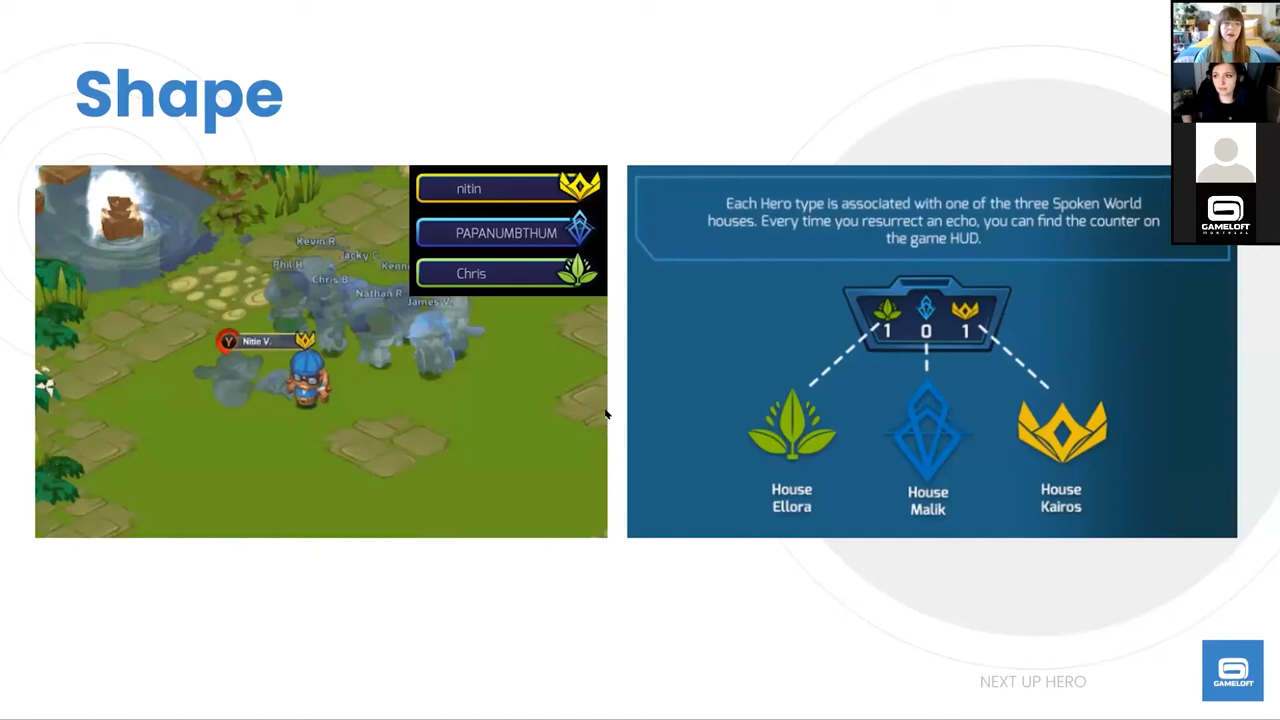 Shape
nitin
PAPANUMBTHUM
Chris
Kevin R
Jacky C.
Phil H.
Chris B.
Nathan R.
James V.
Y Nitin V.
Each Hero type is associated with one of the three Spoken World
houses. Every time you resurrect an echo, you can find the counter on
the game HUD.
1 0 1
House
Ellora
House
Malik
House
Kairos
GAMELOFT
NEXT UP HERO
GAMELOFT